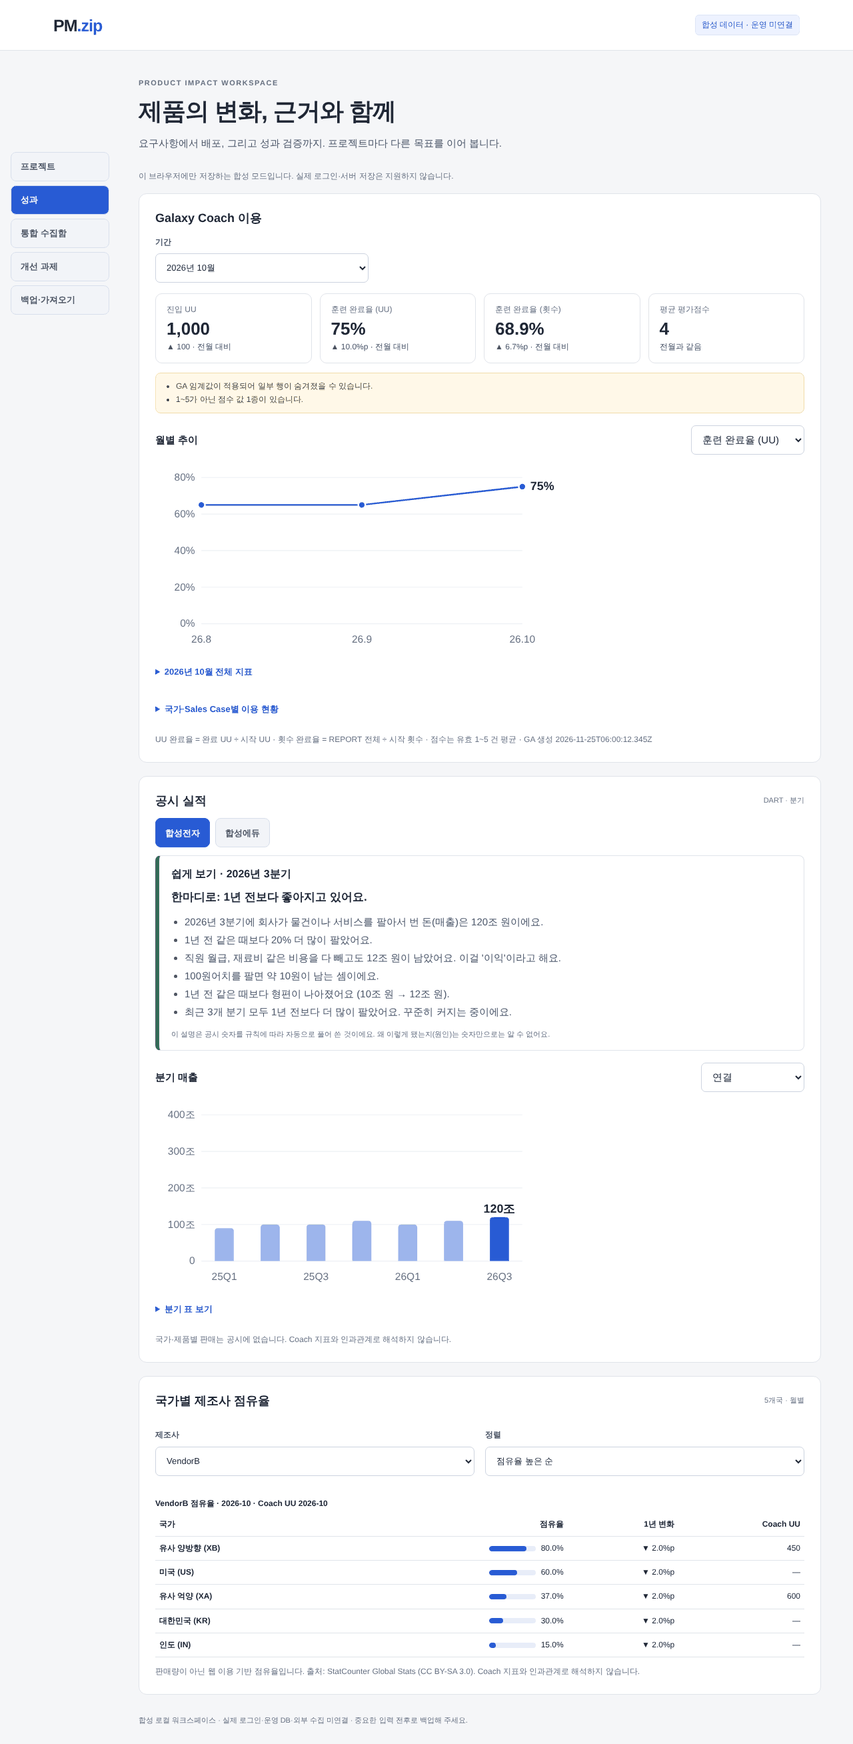 PM.zip
합성 데이터 · 운영 미연결
PRODUCT IMPACT WORKSPACE
제품의 변화, 근거와 함께
요구사항에서 배포, 그리고 성과 검증까지. 프로젝트마다 다른 목표를 이어 봅니다.
프로젝트
성과
통합 수집함
개선 과제
백업·가져오기
이 브라우저에만 저장하는 합성 모드입니다. 실제 로그인·서버 저장은 지원하지 않습니다.
Galaxy Coach 이용
기간
2026년 10월
진입 UU
1,000
▲ 100 · 전월 대비
훈련 완료율 (UU)
75%
▲ 10.0%p · 전월 대비
훈련 완료율 (횟수)
68.9%
▲ 6.7%p · 전월 대비
평균 평가점수
4
전월과 같음
• GA 임계값이 적용되어 일부 행이 숨겨졌을 수 있습니다.
• 1~5가 아닌 점수 값 1종이 있습니다.
월별 추이
훈련 완료율 (UU)
80%
60%
40%
20%
0%
75%
26.8
26.9
26.10
▶ 2026년 10월 전체 지표
▶ 국가·Sales Case별 이용 현황
UU 완료율 = 완료 UU ÷ 시작 UU · 횟수 완료율 = REPORT 전체 ÷ 시작 횟수 · 점수는 유효 1~5 건 평균 · GA 생성 2026-11-25T06:00:12.345Z
공시 실적
DART · 분기
합성전자
합성에듀
쉽게 보기 · 2026년 3분기
한마디로: 1년 전보다 좋아지고 있어요.
• 2026년 3분기에 회사가 물건이나 서비스를 팔아서 번 돈(매출)은 120조 원이에요.
• 1년 전 같은 때보다 20% 더 많이 팔았어요.
• 직원 월급, 재료비 같은 비용을 다 빼고도 12조 원이 남았어요. 이걸 '이익'이라고 해요.
• 100원어치를 팔면 약 10원이 남는 셈이에요.
• 1년 전 같은 때보다 형편이 나아졌어요 (10조 원 → 12조 원).
• 최근 3개 분기 모두 1년 전보다 더 많이 팔았어요. 꾸준히 커지는 중이에요.
이 설명은 공시 숫자를 규칙에 따라 자동으로 풀어 쓴 것이에요. 왜 이렇게 됐는지(원인)는 숫자만으로는 알 수 없어요.
분기 매출
연결
400조
300조
200조
100조
0
120조
25Q1
25Q3
26Q1
26Q3
▶ 분기 표 보기
국가·제품별 판매는 공시에 없습니다. Coach 지표와 인과관계로 해석하지 않습니다.
국가별 제조사 점유율
5개국 · 월별
제조사
정렬
VendorB
점유율 높은 순
VendorB 점유율 · 2026-10 · Coach UU 2026-10
국가 점유율 1년 변화 Coach UU
유사 양방향 (XB) 80.0% ▼ 2.0%p 450
미국 (US) 60.0% ▼ 2.0%p —
유사 억양 (XA) 37.0% ▼ 2.0%p 600
대한민국 (KR) 30.0% ▼ 2.0%p —
인도 (IN) 15.0% ▼ 2.0%p —
판매량이 아닌 웹 이용 기반 점유율입니다. 출처: StatCounter Global Stats (CC BY-SA 3.0). Coach 지표와 인과관계로 해석하지 않습니다.
합성 로컬 워크스페이스 · 실제 로그인·운영 DB·외부 수집 미연결 · 중요한 입력 전후로 백업해 주세요.